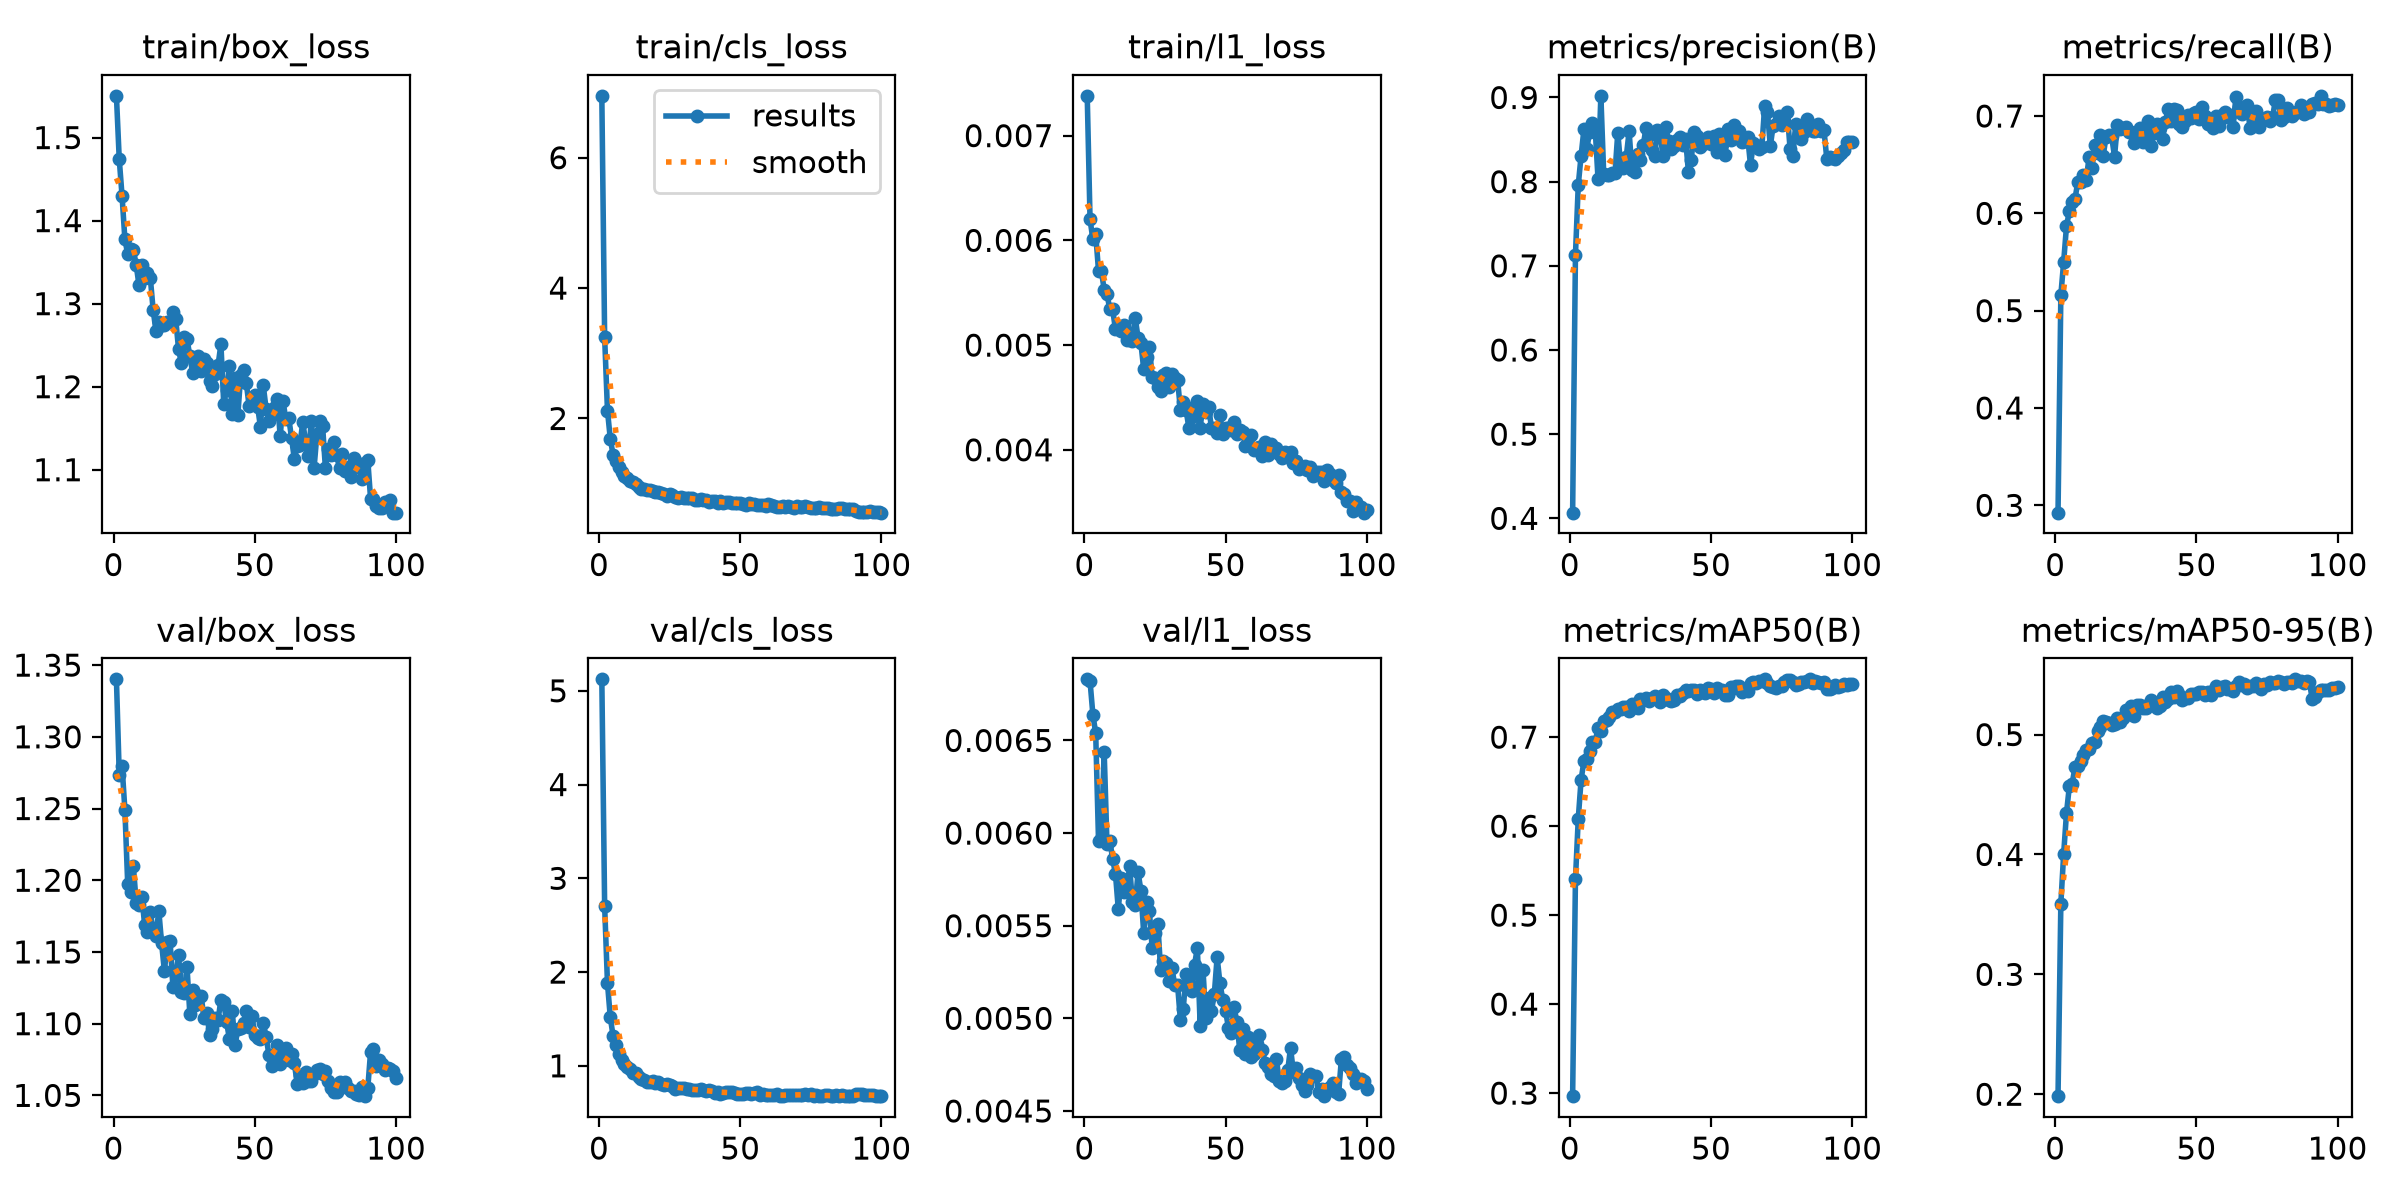 train/box_loss
1.5
1.4
1.3
1.2
1.1
0 50 100
train/cls_loss
results
smooth
6
4
2
0 50 100
train/l1_loss
0.007
0.006
0.005
0.004
0 50 100
metrics/precision(B)
0.9
0.8
0.7
0.6
0.5
0.4
0 50 100
metrics/recall(B)
0.7
0.6
0.5
0.4
0.3
0 50 100
val/box_loss
1.35
1.30
1.25
1.20
1.15
1.10
1.05
0 50 100
val/cls_loss
5
4
3
2
1
0 50 100
val/l1_loss
0.0065
0.0060
0.0055
0.0050
0.0045
0 50 100
metrics/mAP50(B)
0.7
0.6
0.5
0.4
0.3
0 50 100
metrics/mAP50-95(B)
0.5
0.4
0.3
0.2
0 50 100